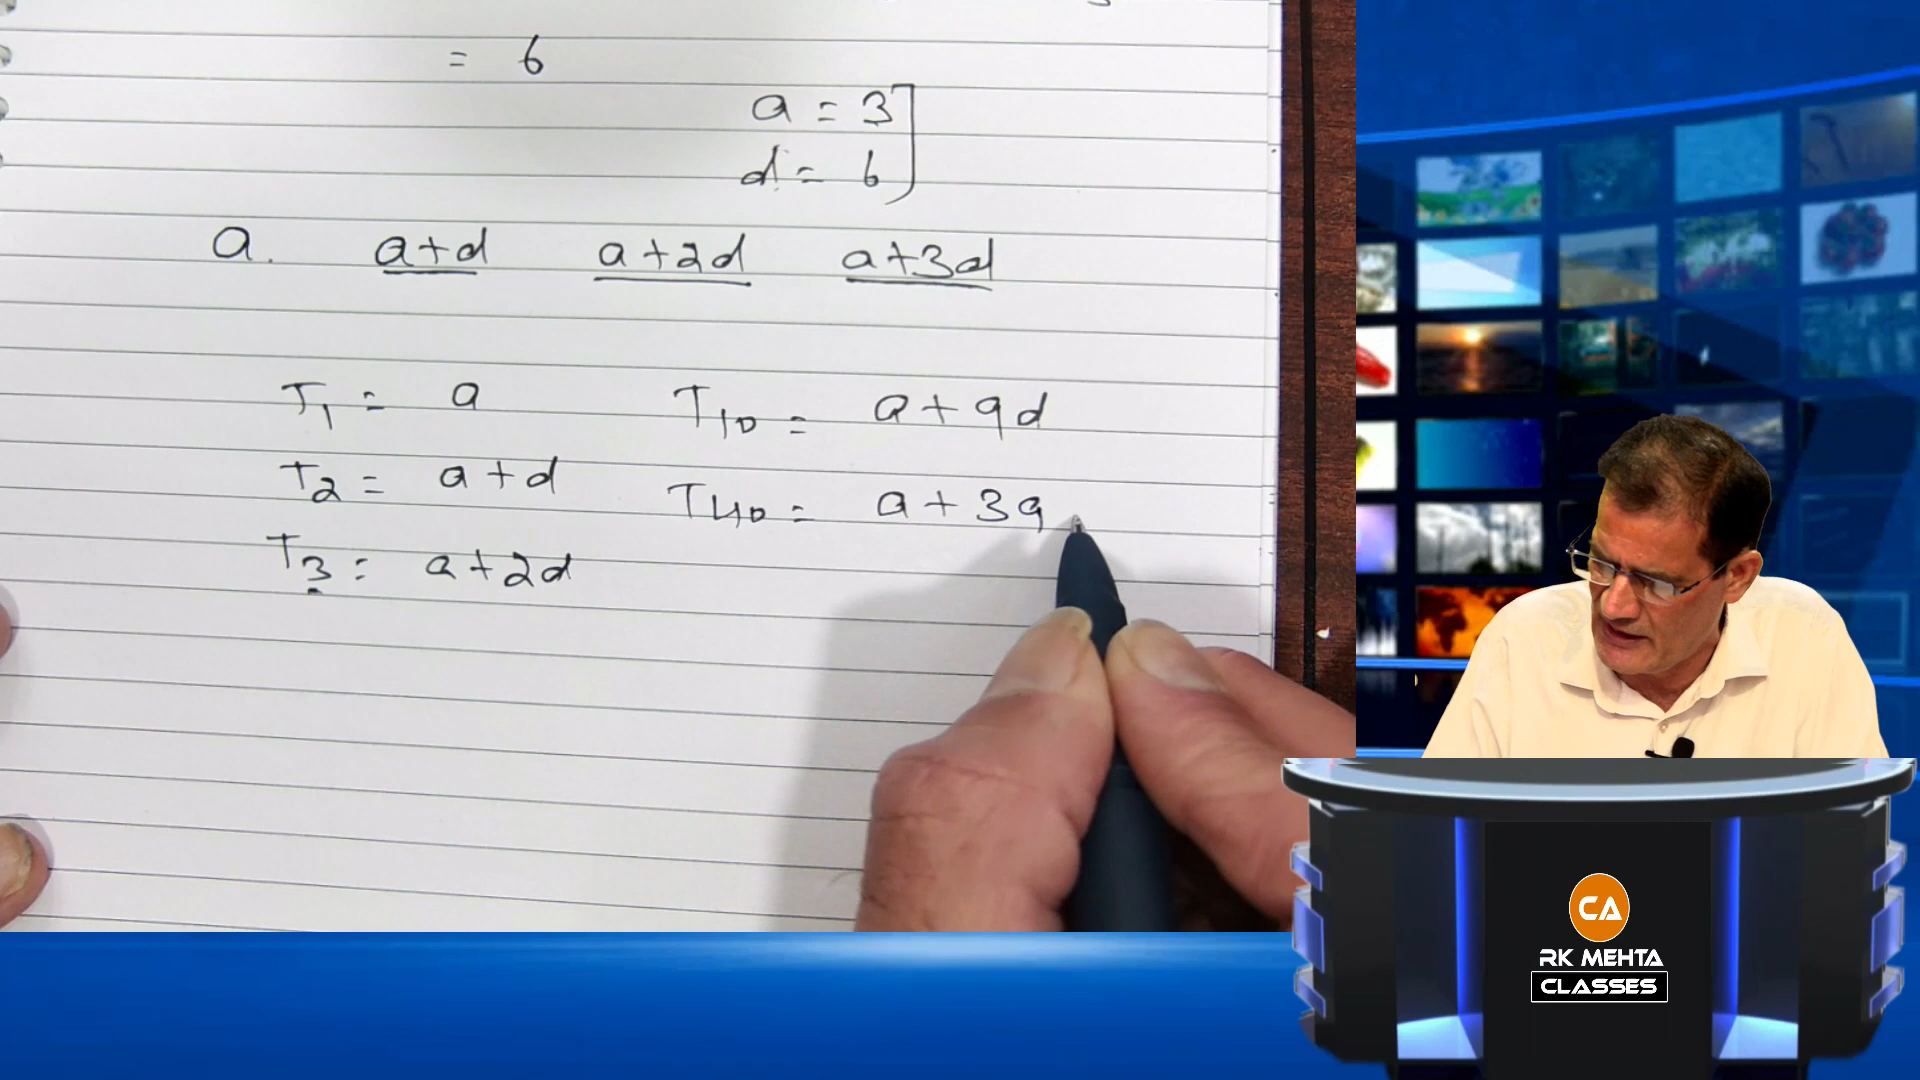 = 6
a = 3
d = 6
a. a+d a+2d a+3d
T1 = a T10 = a+9d
T2 = a+d T40 = a+39
T3 = a+2d
CA
RK MEHTA
CLASSES